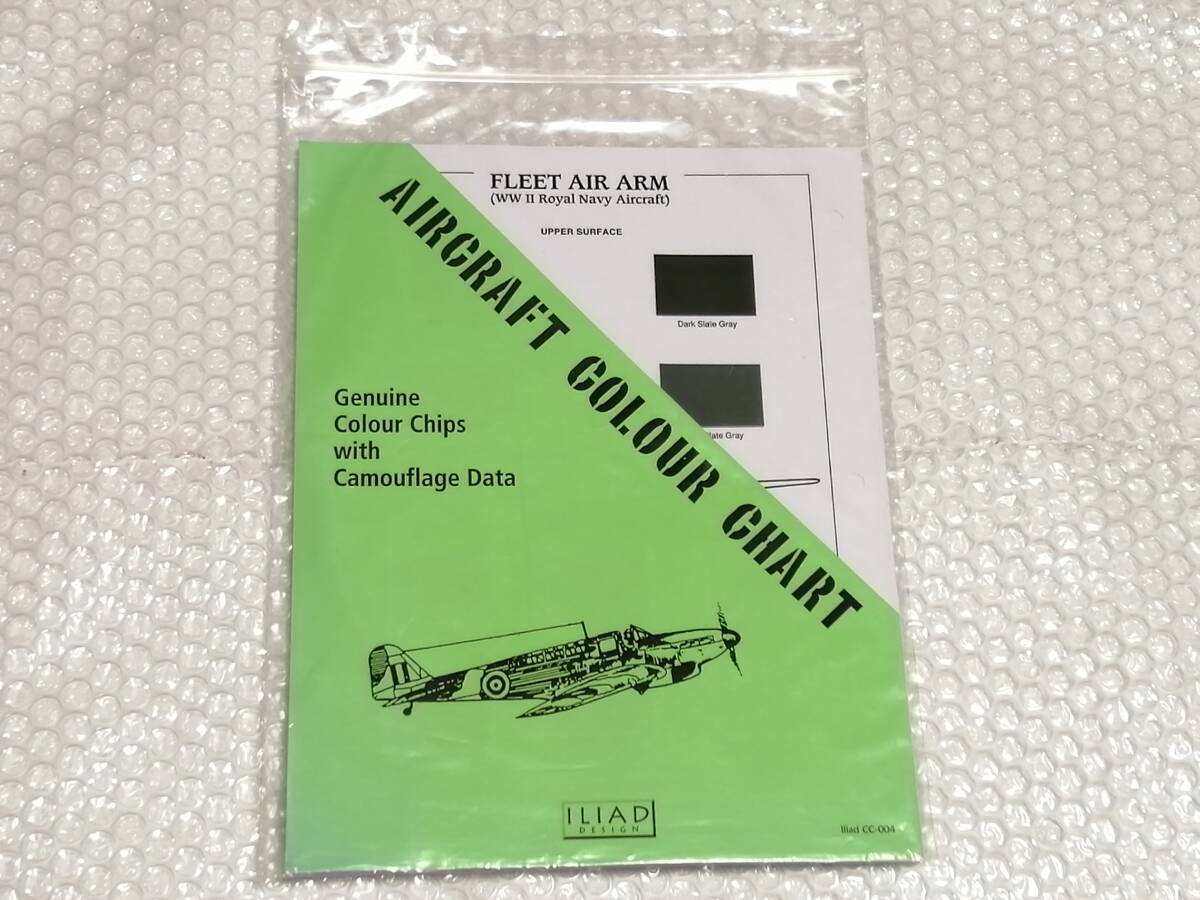 FLEET AIR ARM
(WW II Royal Navy Aircraft)
UPPER SURFACE
Dark Slate Gray
late Gray
AIRCRAFT COLOUR CHART
Genuine
Colour Chips
with
Camouflage Data
ILIAD
DESIGN
Iliad CC-004